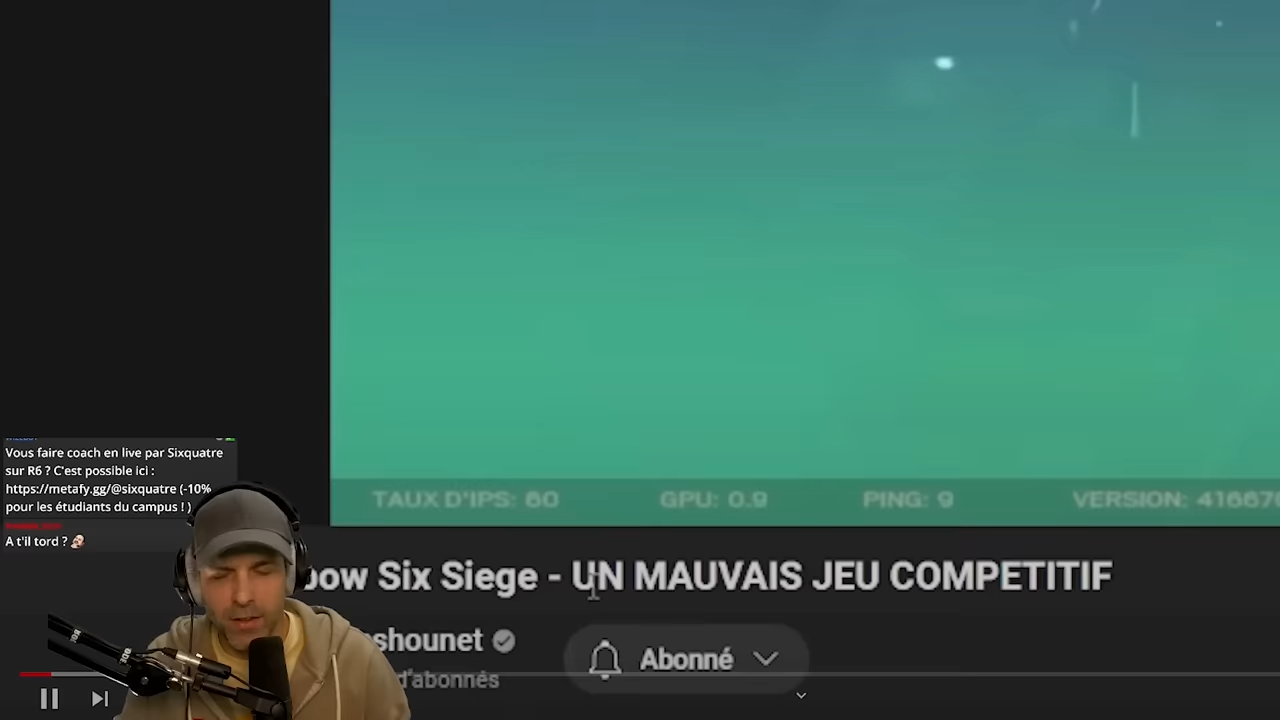 TAUX D'IPS: 60 GPU: 0.9 PING: 9 VERSION: 41667
Vous faire coach en live par Sixquatre
sur R6 ? C'est possible ici :
https://metafy.gg/@sixquatre (-10%
pour les étudiants du campus ! )
A t'il tord ?
bow Six Siege - UN MAUVAIS JEU COMPETITIF
shounet
Abonné
d'abonnés